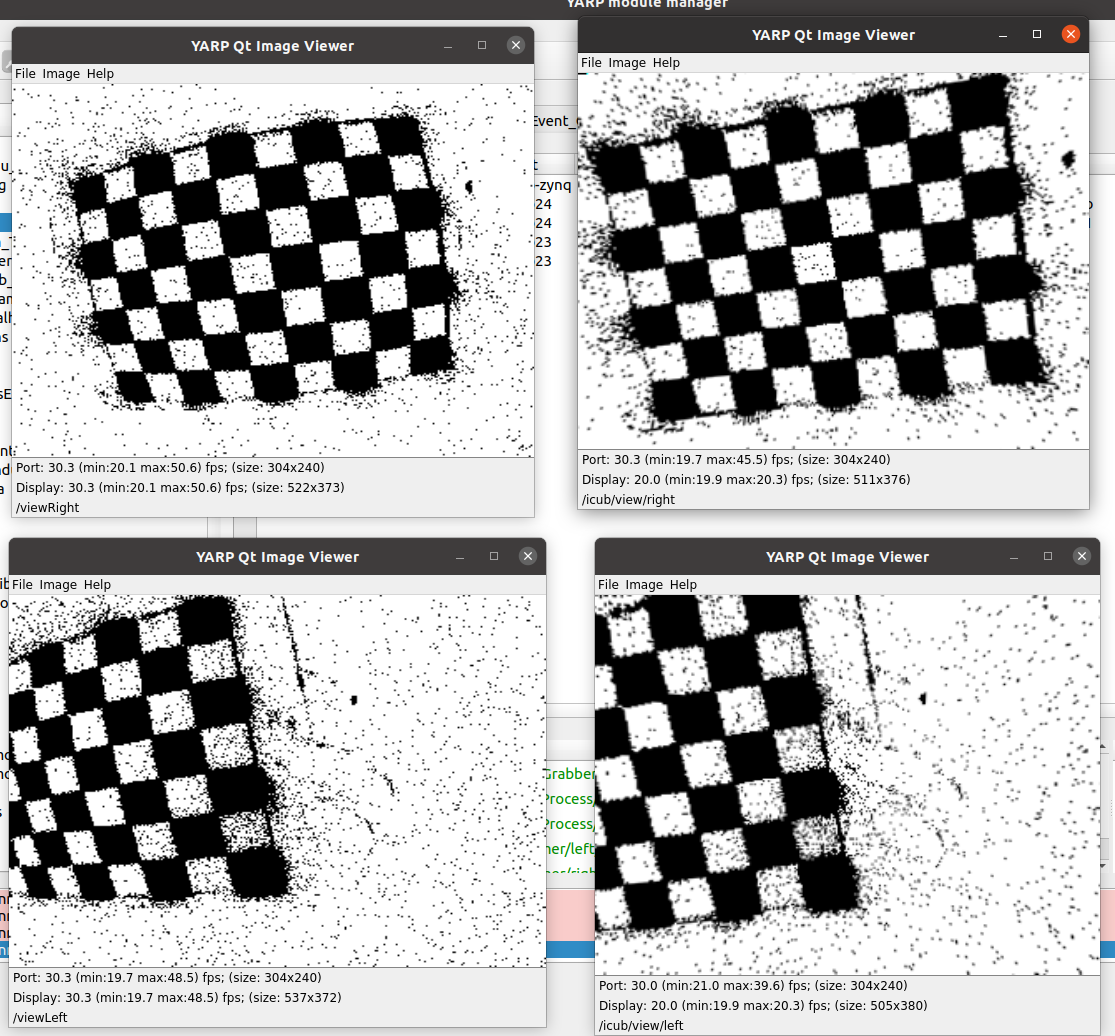 YARP module manager
YARP Qt Image Viewer
File Image Help
Port: 30.3 (min:20.1 max:50.6) fps; (size: 304x240)
Display: 30.3 (min:20.1 max:50.6) fps; (size: 522x373)
/viewRight
YARP Qt Image Viewer
File Image Help
Port: 30.3 (min:19.7 max:45.5) fps; (size: 304x240)
Display: 20.0 (min:19.9 max:20.3) fps; (size: 511x376)
/icub/view/right
-zynq
24
24
23
23
YARP Qt Image Viewer
File Image Help
Port: 30.3 (min:19.7 max:48.5) fps; (size: 304x240)
Display: 30.3 (min:19.7 max:48.5) fps; (size: 537x372)
/viewLeft
Grabber
Process/
Process/
ner/left
YARP Qt Image Viewer
File Image Help
Port: 30.0 (min:21.0 max:39.6) fps; (size: 304x240)
Display: 20.0 (min:19.9 max:20.3) fps; (size: 505x380)
/icub/view/left